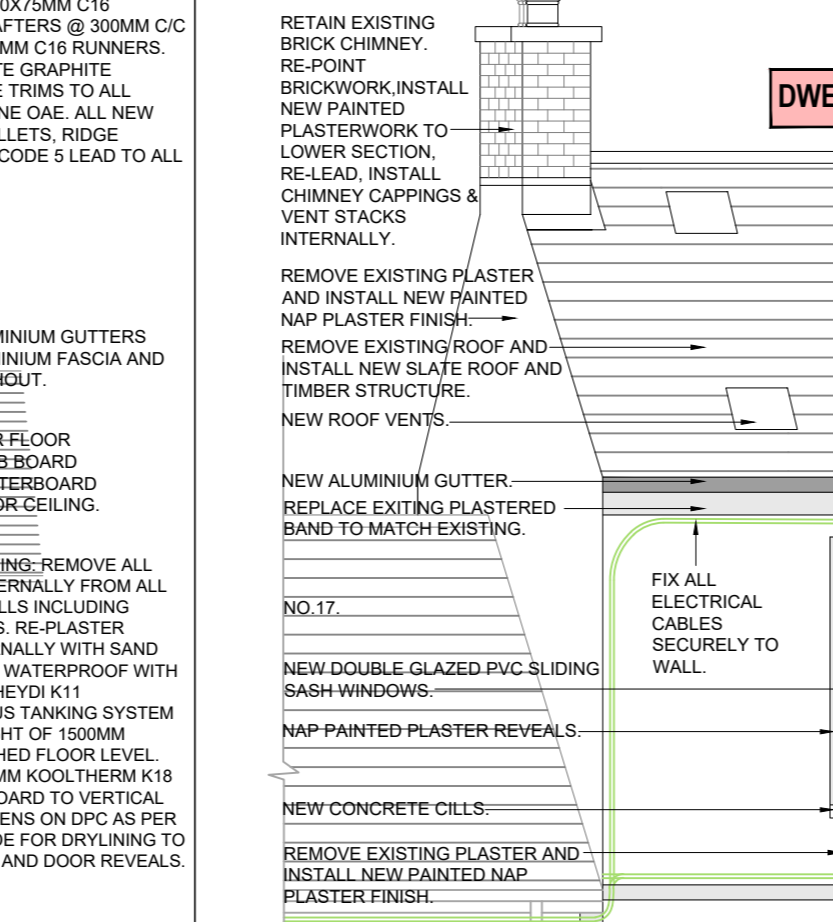 0X75MM C16
AFTERS @ 300MM C/C
MM C16 RUNNERS.
TE GRAPHITE
E TRIMS TO ALL
NE OAE. ALL NEW
LLETS, RIDGE
CODE 5 LEAD TO ALL
MINIUM GUTTERS
MINIUM FASCIA AND
HOUT.
R FLOOR
B BOARD
TERBOARD
OR CEILING.
ING: REMOVE ALL
ERNALLY FROM ALL
LLS INCLUDING
S. RE-PLASTER
NALLY WITH SAND
WATERPROOF WITH
HEYDI K11
US TANKING SYSTEM
GHT OF 1500MM
HED FLOOR LEVEL.
MM KOOLTHERM K18
OARD TO VERTICAL
ENS ON DPC AS PER
DE FOR DRYLINING TO
AND DOOR REVEALS.
RETAIN EXISTING
BRICK CHIMNEY.
RE-POINT
BRICKWORK,INSTALL
NEW PAINTED
PLASTERWORK TO
LOWER SECTION,
RE-LEAD, INSTALL
CHIMNEY CAPPINGS &
VENT STACKS
INTERNALLY.
REMOVE EXISTING PLASTER
AND INSTALL NEW PAINTED
NAP PLASTER FINISH.
REMOVE EXISTING ROOF AND
INSTALL NEW SLATE ROOF AND
TIMBER STRUCTURE.
NEW ROOF VENTS.
NEW ALUMINIUM GUTTER.
REPLACE EXITING PLASTERED
BAND TO MATCH EXISTING.
NO.17.
NEW DOUBLE GLAZED PVC SLIDING
SASH WINDOWS.
NAP PAINTED PLASTER REVEALS.
NEW CONCRETE CILLS.
REMOVE EXISTING PLASTER AND
INSTALL NEW PAINTED NAP
PLASTER FINISH.
DWE
FIX ALL
ELECTRICAL
CABLES
SECURELY TO
WALL.